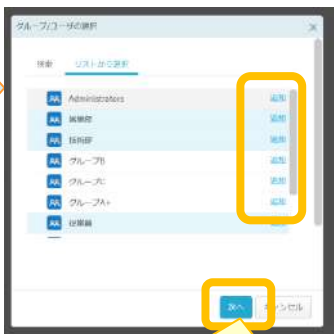 グループ/ユーザの選択
検索 リストから選択
Administrators 追加
営業部 追加
技術部 追加
グループB 追加
グループC 追加
グループA+ 追加
従業員 追加
次へ キャンセル